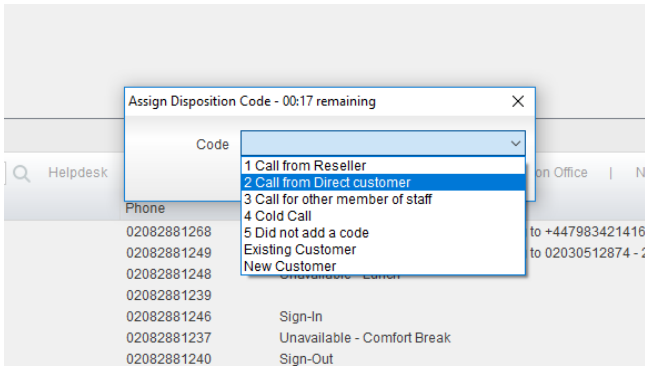 Assign Disposition Code - 00:17 remaining
Code
Helpdesk
on Office | N
1 Call from Reseller
2 Call from Direct customer
3 Call for other member of staff
4 Cold Call
5 Did not add a code
Existing Customer
New Customer
Phone
02082881268 to +447983421416
02082881249 to 02030512874 - 2
02082881248 Unavailable - Lunch
02082881239
02082881246 Sign-In
02082881237 Unavailable - Comfort Break
02082881240 Sign-Out